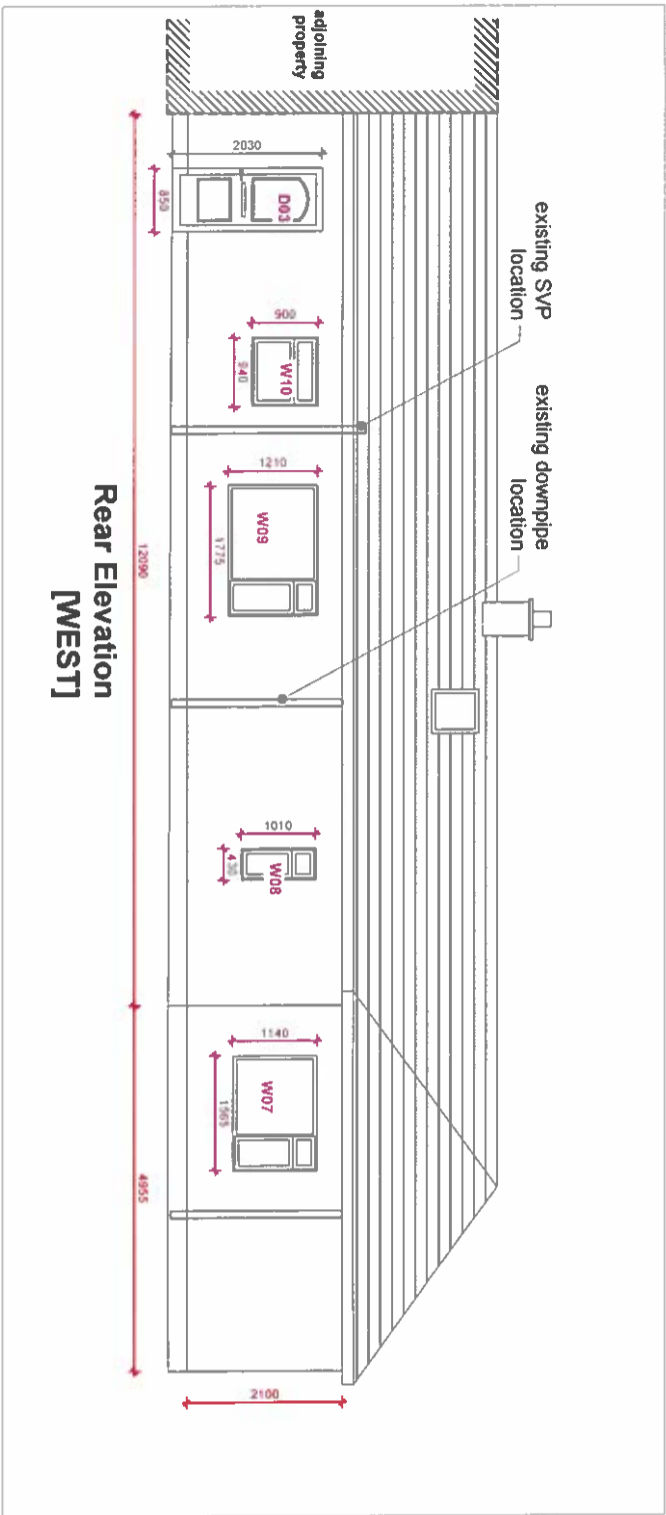 adjoining
property
existing SVP
location
existing downpipe
location
2030
850
D03
900
940
W10
1210
1775
W09
1010
430
W08
1140
1565
W07
12090
4955
2100
Rear Elevation
[WEST]